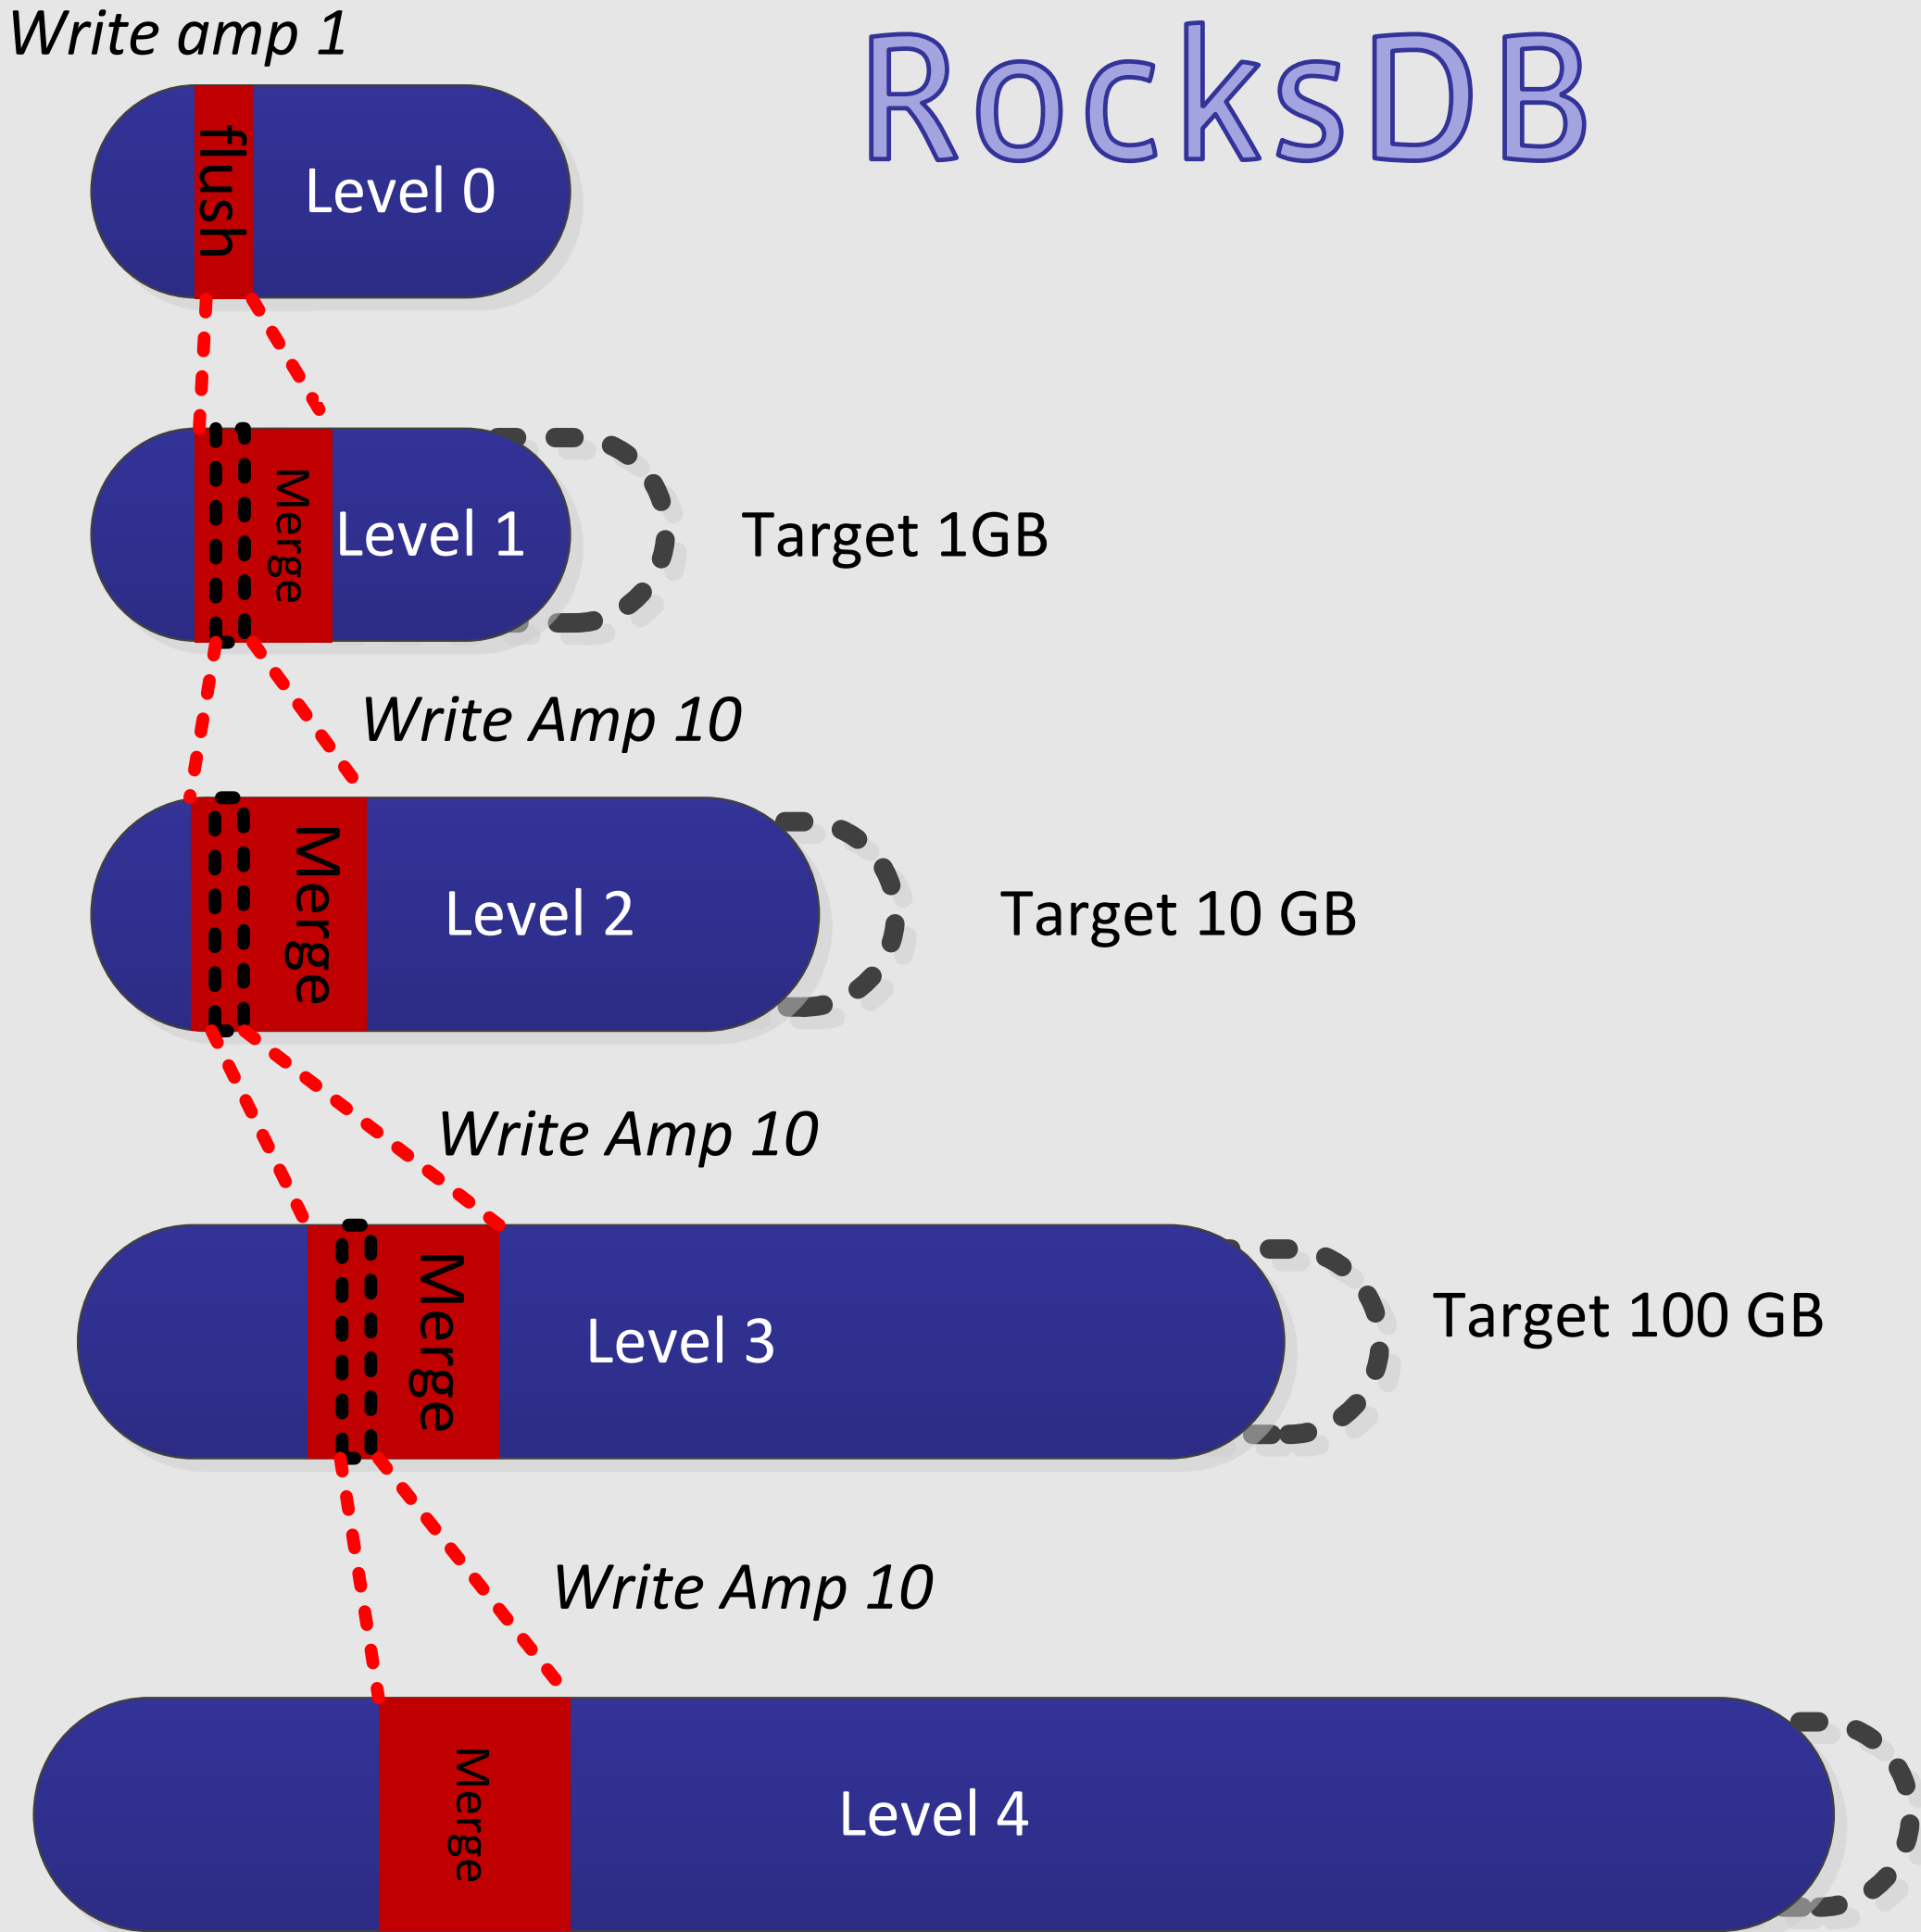 Write amp 1
RocksDB
flush
Level 0
Merge
Level 1
Target 1GB
Write Amp 10
Merge
Level 2
Target 10 GB
Write Amp 10
Merge
Level 3
Target 100 GB
Write Amp 10
Merge
Level 4